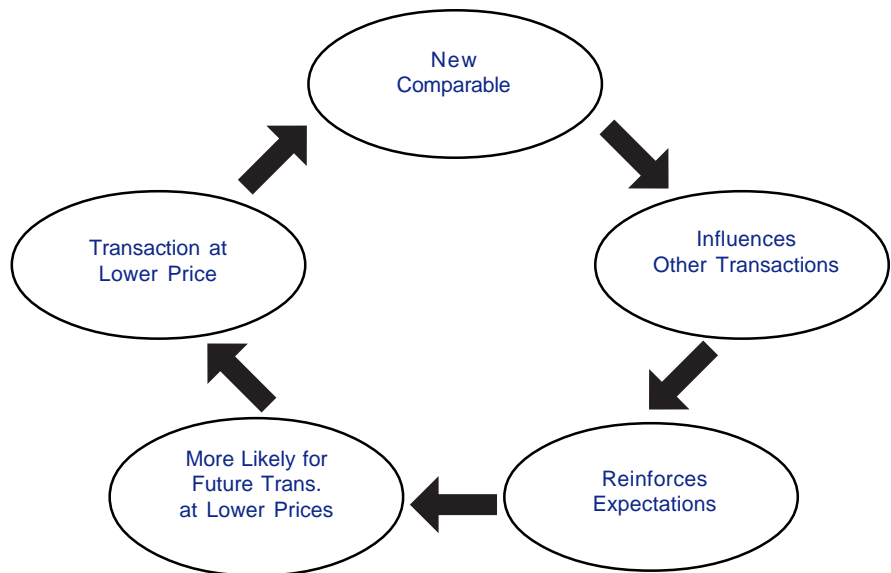 New
Comparable
Influences
Other Transactions
Reinforces
Expectations
More Likely for
Future Trans.
at Lower Prices
Transaction at
Lower Price